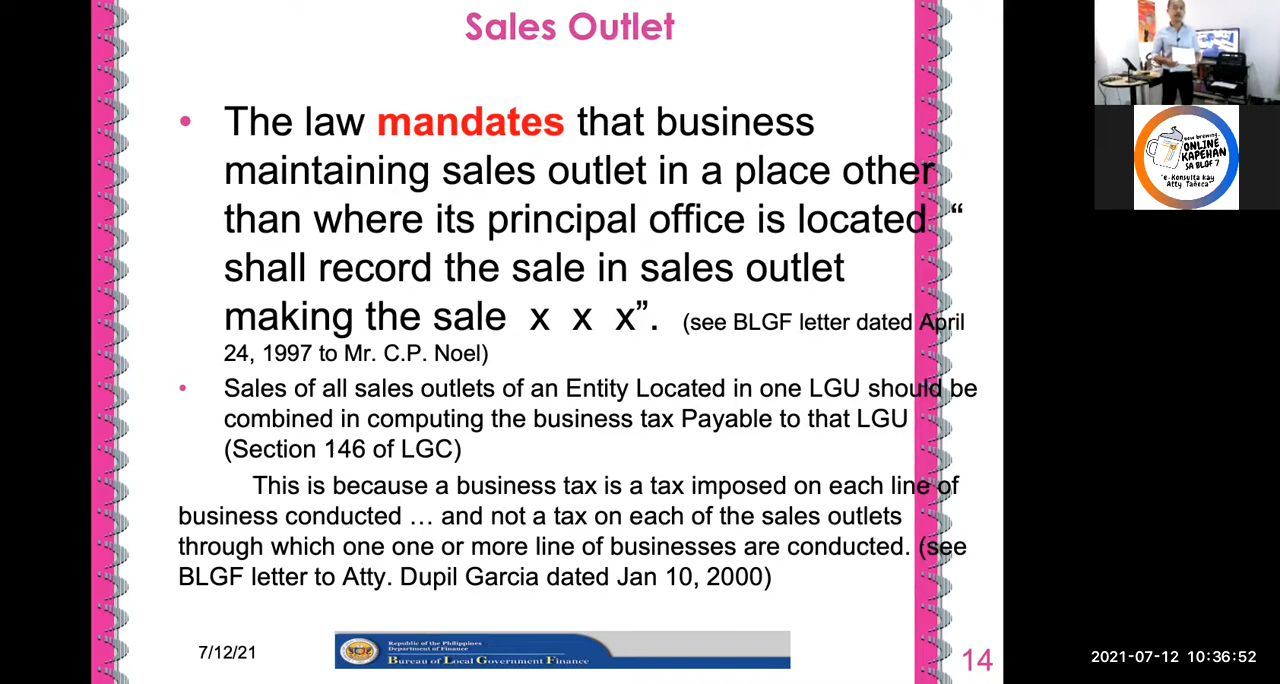 Sales Outlet
• The law mandates that business
maintaining sales outlet in a place other
than where its principal office is located “
shall record the sale in sales outlet
making the sale x x x”. (see BLGF letter dated April
24, 1997 to Mr. C.P. Noel)
• Sales of all sales outlets of an Entity Located in one LGU should be
combined in computing the business tax Payable to that LGU
(Section 146 of LGC)
This is because a business tax is a tax imposed on each line of
business conducted … and not a tax on each of the sales outlets
through which one one or more line of businesses are conducted. (see
BLGF letter to Atty. Dupil Garcia dated Jan 10, 2000)
7/12/21
Republic of the Philippines
Department of Finance
Bureau of Local Government Finance
14
now brewing..
ONLINE
KAPEHAN
SA BLGF 7
"e-Konsulta kay
Atty. Tañeca"
2021-07-12 10:36:52